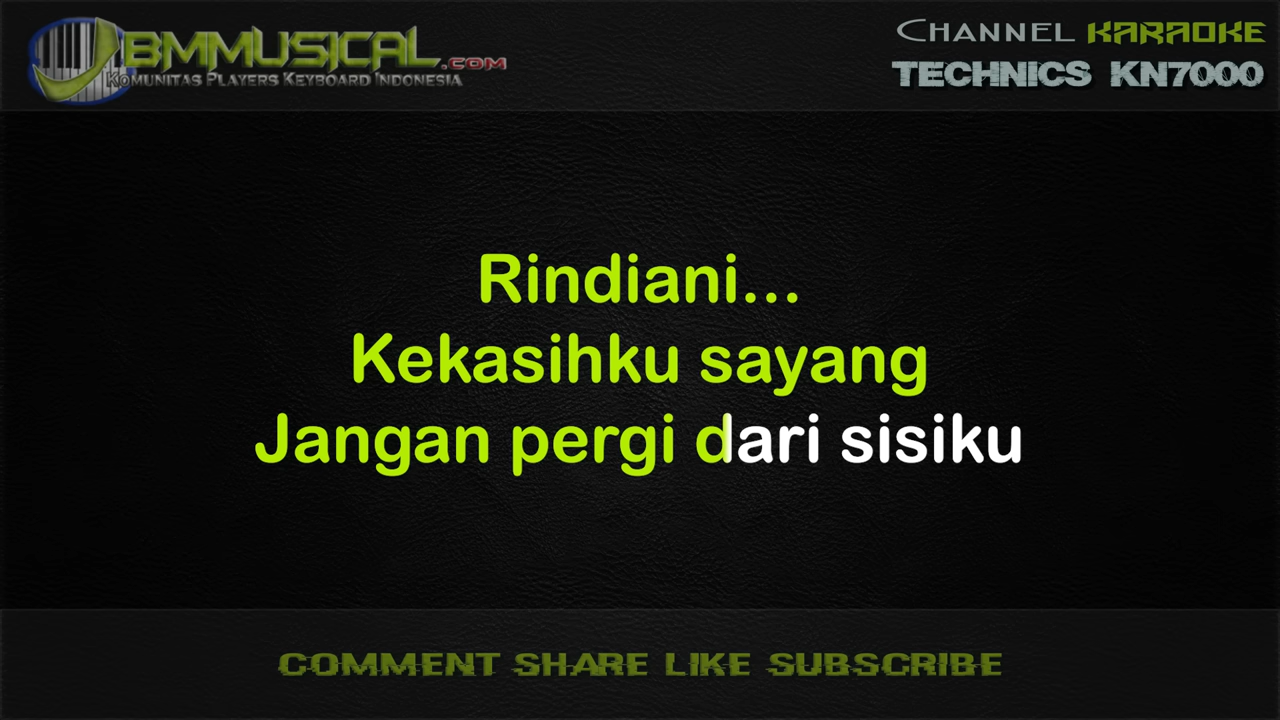 BMMUSICAL.COM
KOMUNITAS PLAYERS KEYBOARD INDONESIA
CHANNEL KARAOKE
TECHNICS KN7000
Rindiani...
Kekasihku sayang
Jangan pergi dari sisiku
COMMENT SHARE LIKE SUBSCRIBE